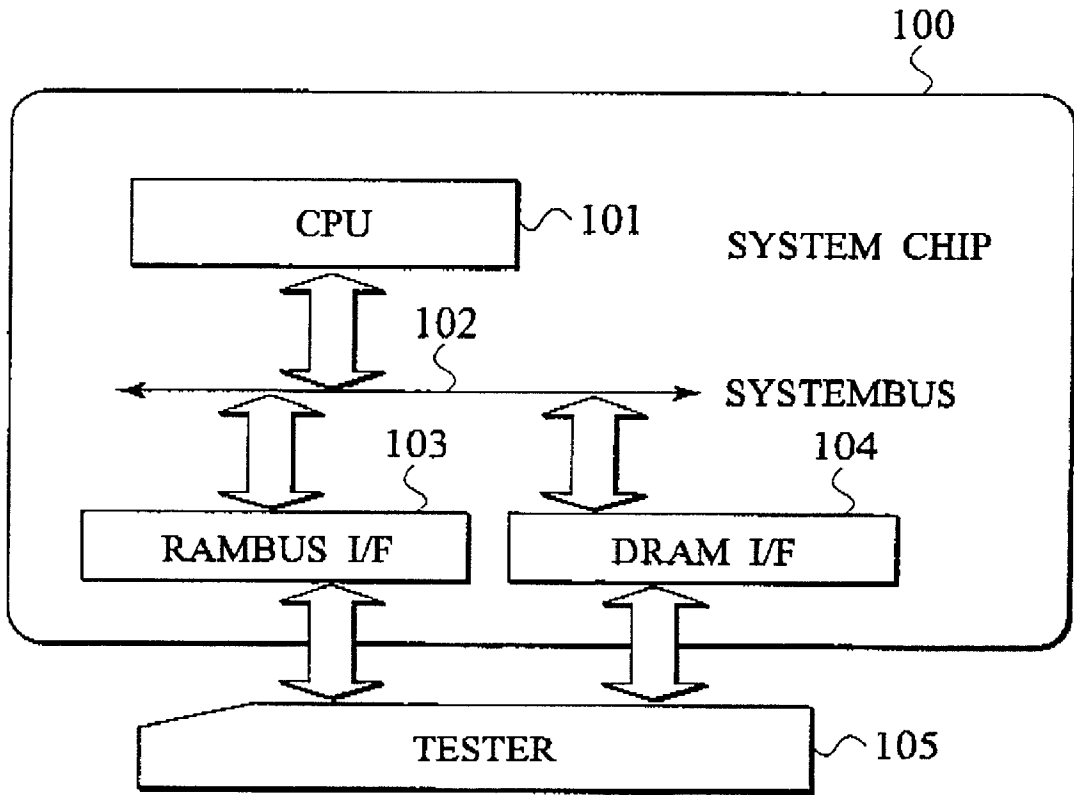 100
CPU
101
SYSTEM CHIP
102
SYSTEMBUS
103
104
RAMBUS I/F
DRAM I/F
TESTER
105